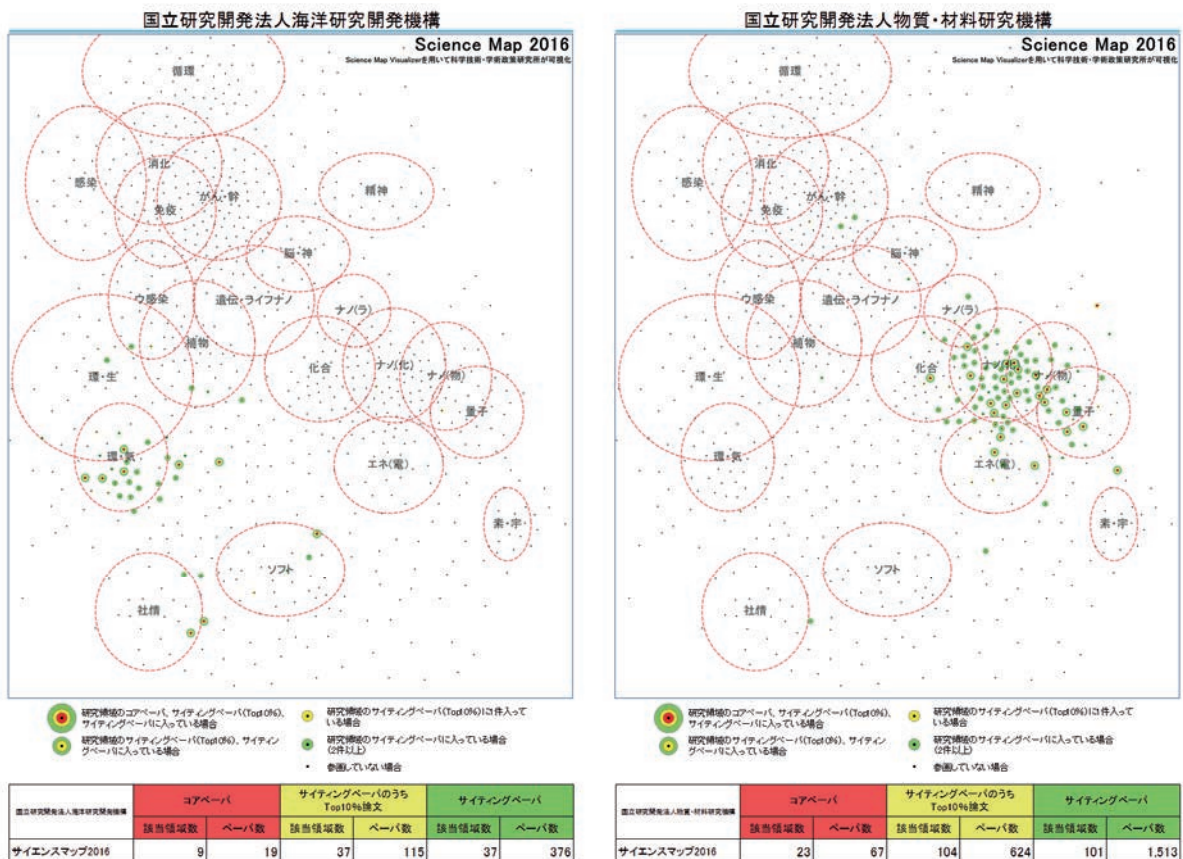 国立研究開発法人海洋研究開発機構
Science Map 2016
Science Map Visualizerを用いて科学技術・学術政策研究所が可視化
循環
消化
感染
精神
がん・幹
免疫
脳・神
ウ感染
遺伝・ライフナノ
ナノ(ラ)
植物
化合
ナノ(化)
環・生
ナノ(物)
量子
環・気
エネ(電)
素・宇
ソフト
社情
研究領域のコアペーパ、サイティングペーパ(Top10%)、
サイティングペーパに入っている場合
研究領域のサイティングペーパ(Top10%)、サイティン
グペーパに入っている場合
研究領域のサイティングペーパ(Top10%)に1件入って
いる場合
研究領域のサイティングペーパに入っている場合
(2件以上)
参画していない場合
国立研究開発法人海洋研究開発機構
コアペーパ
サイティングペーパのうち
Top10%論文
サイティングペーパ
該当領域数 ペーパ数 該当領域数 ペーパ数 該当領域数 ペーパ数
サイエンスマップ2016 9 19 37 115 37 376
国立研究開発法人物質・材料研究機構
Science Map 2016
Science Map Visualizerを用いて科学技術・学術政策研究所が可視化
循環
消化
感染
精神
がん・幹
免疫
脳・神
ウ感染
遺伝・ライフナノ
ナノ(ラ)
植物
化合
ナノ(化)
環・生
ナノ(物)
量子
環・気
エネ(電)
素・宇
ソフト
社情
研究領域のコアペーパ、サイティングペーパ(Top10%)、
サイティングペーパに入っている場合
研究領域のサイティングペーパ(Top10%)、サイティン
グペーパに入っている場合
研究領域のサイティングペーパ(Top10%)に1件入って
いる場合
研究領域のサイティングペーパに入っている場合
(2件以上)
参画していない場合
国立研究開発法人物質・材料研究機構
コアペーパ
サイティングペーパのうち
Top10%論文
サイティングペーパ
該当領域数 ペーパ数 該当領域数 ペーパ数 該当領域数 ペーパ数
サイエンスマップ2016 23 67 104 624 101 1,513